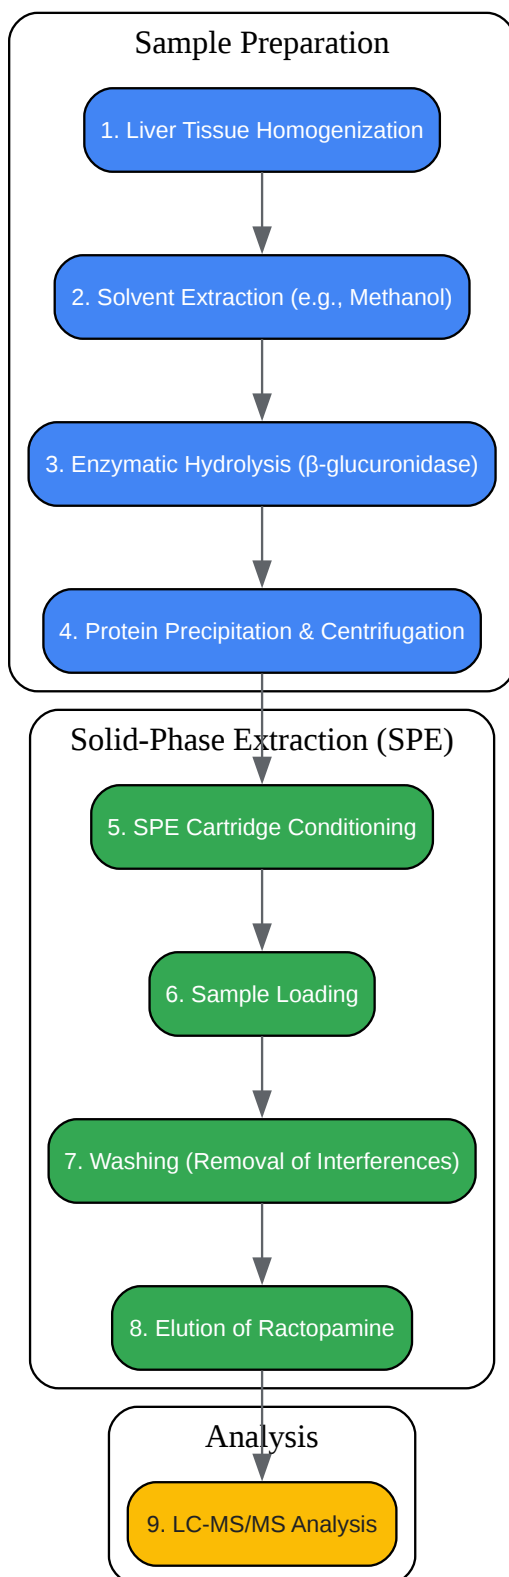 Sample Preparation
1. Liver Tissue Homogenization
2. Solvent Extraction (e.g., Methanol)
3. Enzymatic Hydrolysis (β-glucuronidase)
4. Protein Precipitation & Centrifugation
Solid-Phase Extraction (SPE)
5. SPE Cartridge Conditioning
6. Sample Loading
7. Washing (Removal of Interferences)
8. Elution of Ractopamine
Analysis
9. LC-MS/MS Analysis